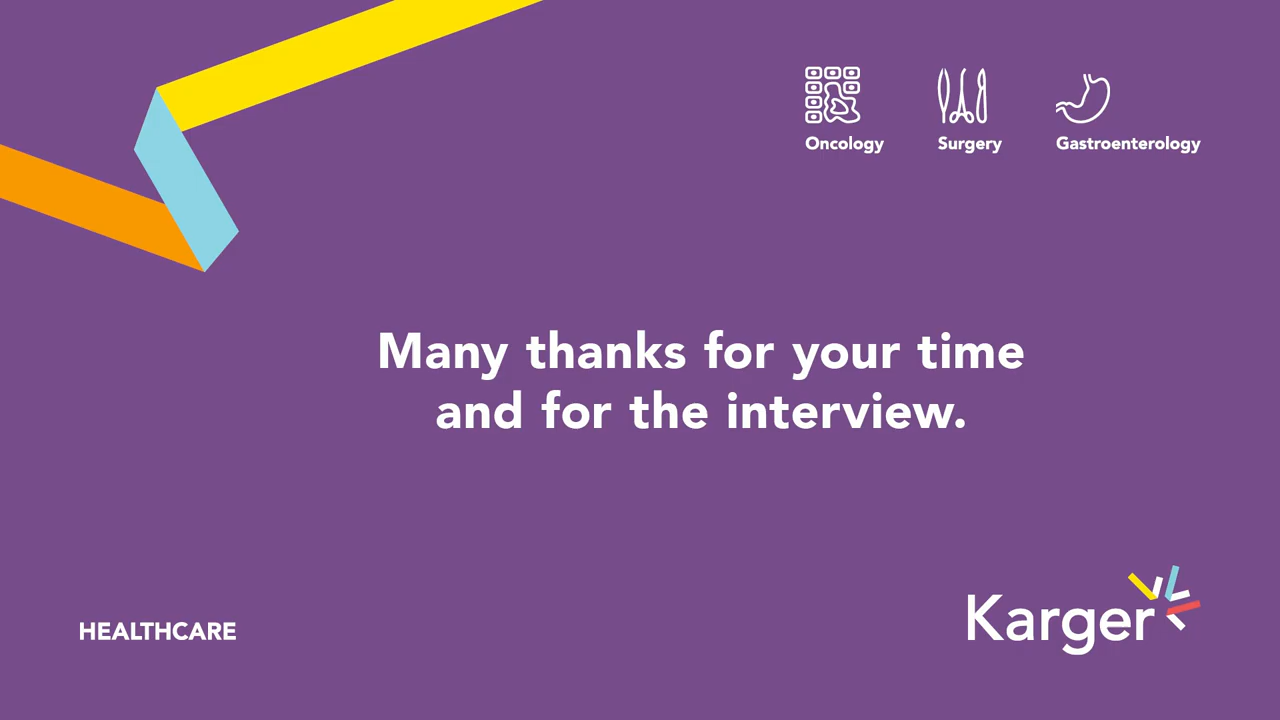 Oncology
Surgery
Gastroenterology
Many thanks for your time
and for the interview.
HEALTHCARE
Karger